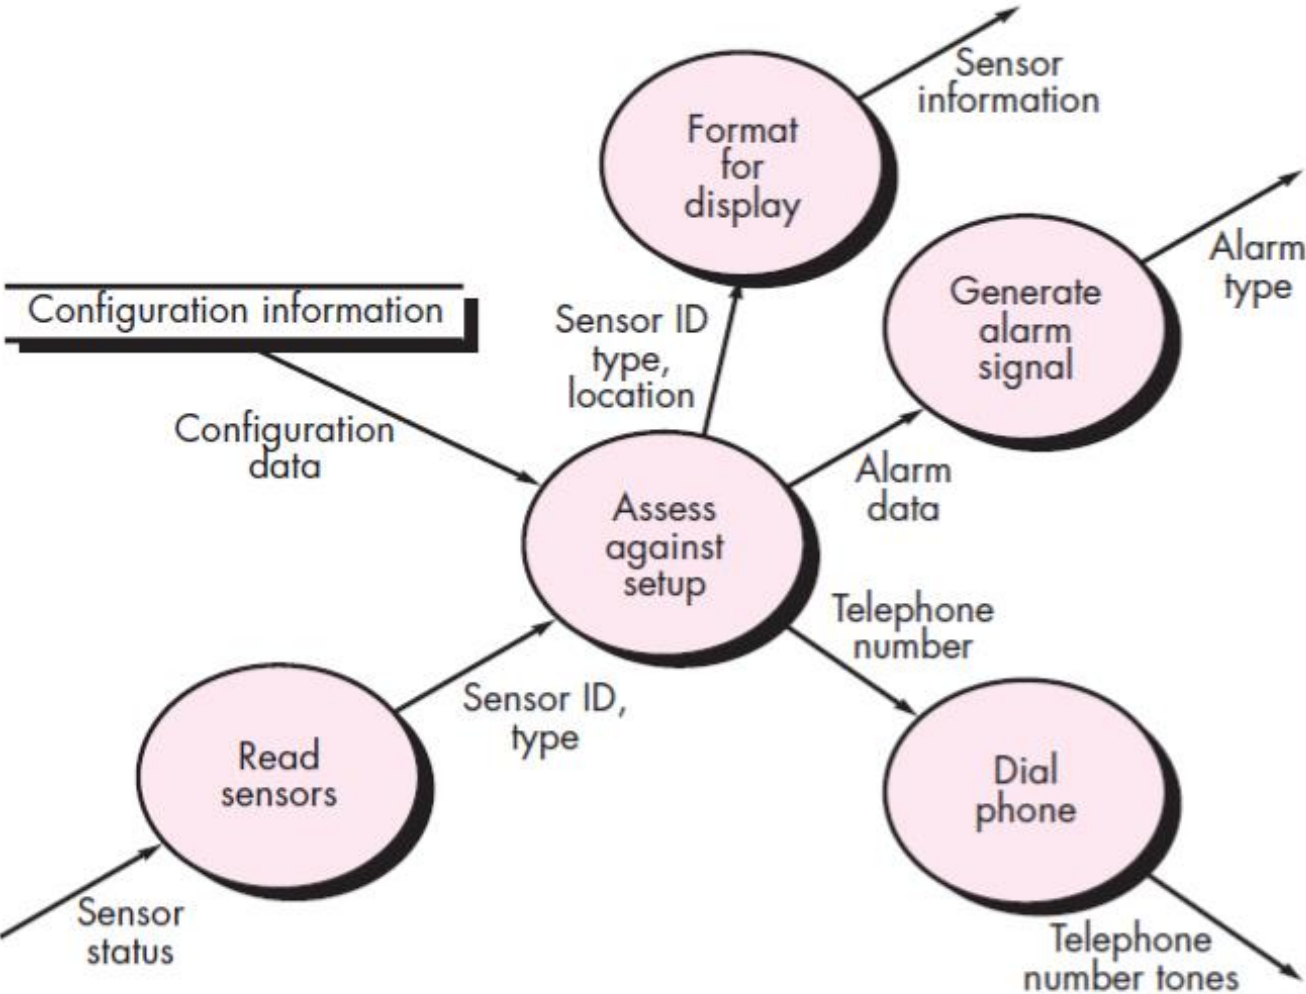 Sensor
information
Format
for
display
Alarm
type
Generate
alarm
signal
Configuration information
Sensor ID
type,
location
Configuration
data
Alarm
data
Assess
against
setup
Telephone
number
Sensor ID,
type
Read
sensors
Dial
phone
Sensor
status
Telephone
number tones